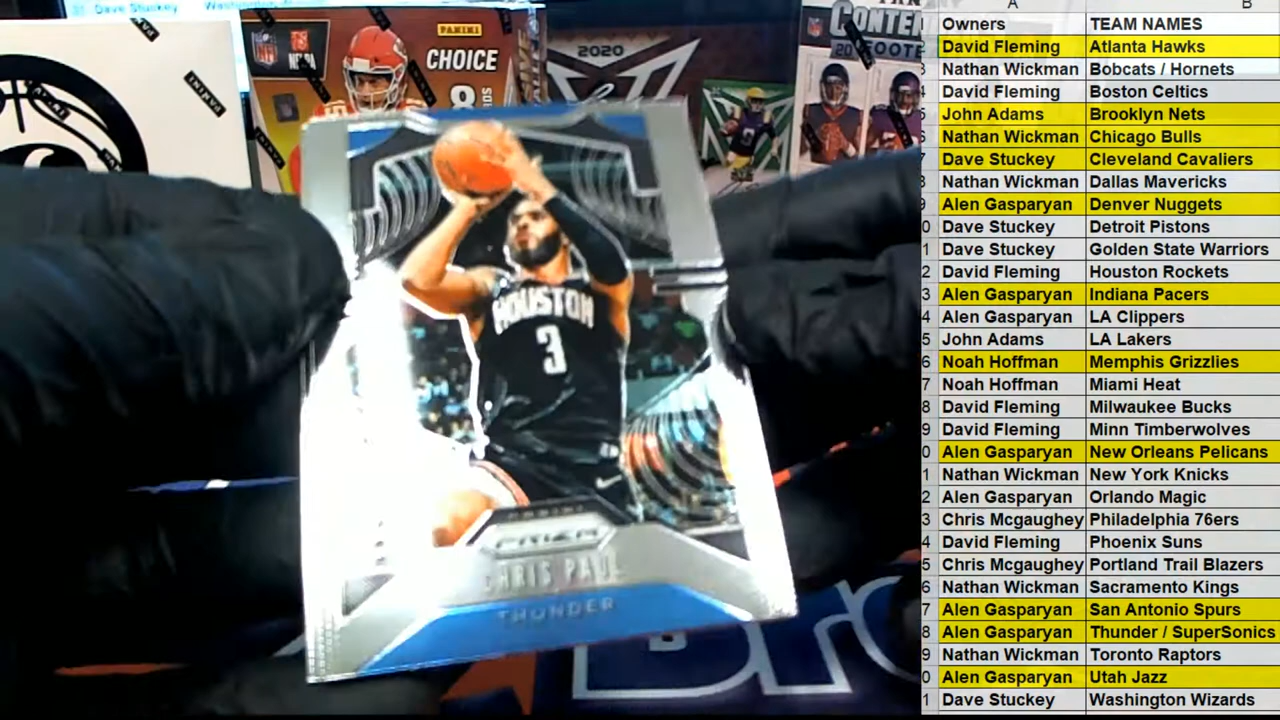 Dave Stuckey
PANINI
CHOICE
2020
CONTEN
FOOTB
HOUSTON
3
PANINI
PRIZM
CHRIS PAUL
THUNDER
A B
Owners TEAM NAMES
David Fleming Atlanta Hawks
Nathan Wickman Bobcats / Hornets
David Fleming Boston Celtics
John Adams Brooklyn Nets
Nathan Wickman Chicago Bulls
Dave Stuckey Cleveland Cavaliers
Nathan Wickman Dallas Mavericks
Alen Gasparyan Denver Nuggets
Dave Stuckey Detroit Pistons
Dave Stuckey Golden State Warriors
David Fleming Houston Rockets
Alen Gasparyan Indiana Pacers
Alen Gasparyan LA Clippers
John Adams LA Lakers
Noah Hoffman Memphis Grizzlies
Noah Hoffman Miami Heat
David Fleming Milwaukee Bucks
David Fleming Minn Timberwolves
Alen Gasparyan New Orleans Pelicans
Nathan Wickman New York Knicks
Alen Gasparyan Orlando Magic
Chris Mcgaughey Philadelphia 76ers
David Fleming Phoenix Suns
Chris Mcgaughey Portland Trail Blazers
Nathan Wickman Sacramento Kings
Alen Gasparyan San Antonio Spurs
Alen Gasparyan Thunder / SuperSonics
Nathan Wickman Toronto Raptors
Alen Gasparyan Utah Jazz
Dave Stuckey Washington Wizards